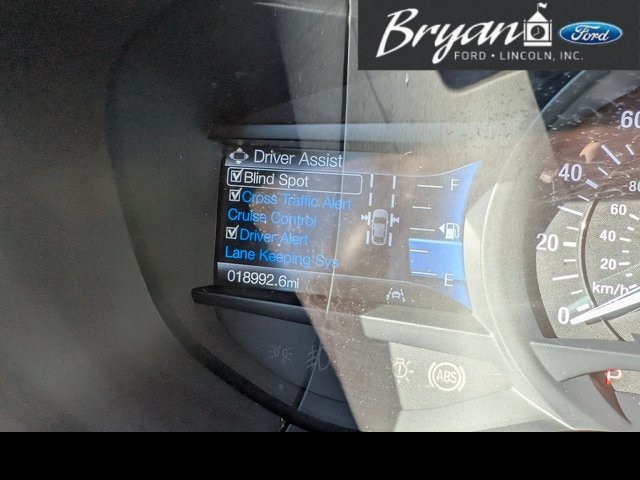 Bryan
Ford
FORD • LINCOLN, INC.
Driver Assist
Blind Spot
Cross Traffic Alert
Cruise Control
Driver Alert
Lane Keeping Sys
018992.6mi
F
E
60
40
20
0
80
60
40
20
km/h
ABS
P